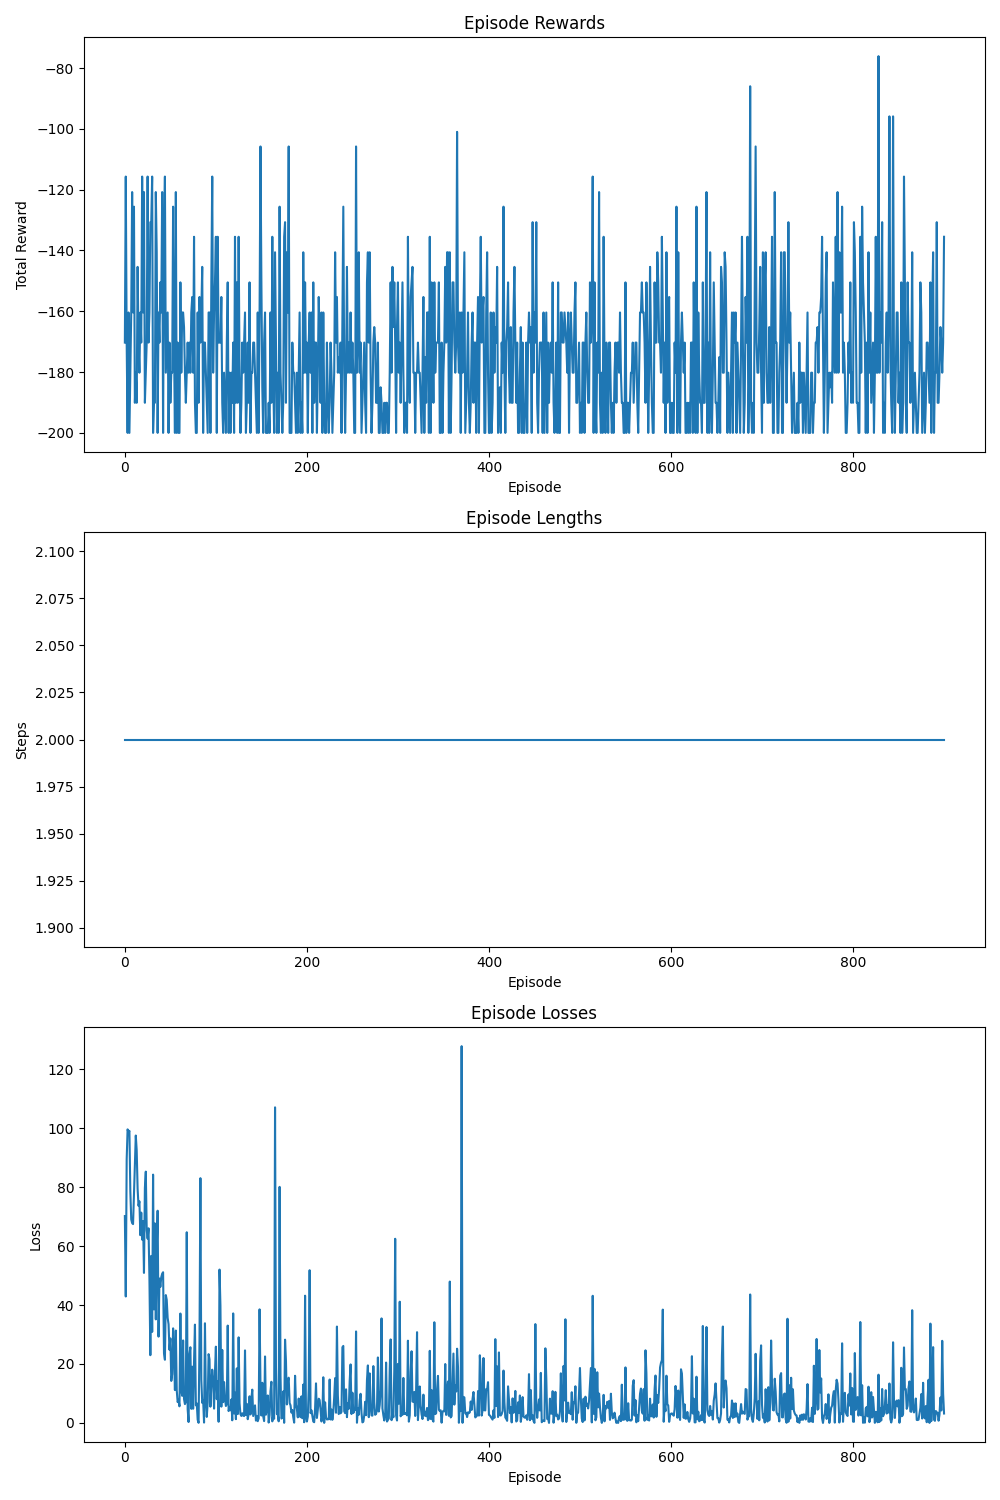 Episode Rewards
−80
−100
−120
−140
−160
−180
−200
Total Reward
0 200 400 600 800
Episode
Episode Lengths
2.100
2.075
2.050
2.025
2.000
1.975
1.950
1.925
1.900
Steps
0 200 400 600 800
Episode
Episode Losses
120
100
80
60
40
20
0
Loss
0 200 400 600 800
Episode